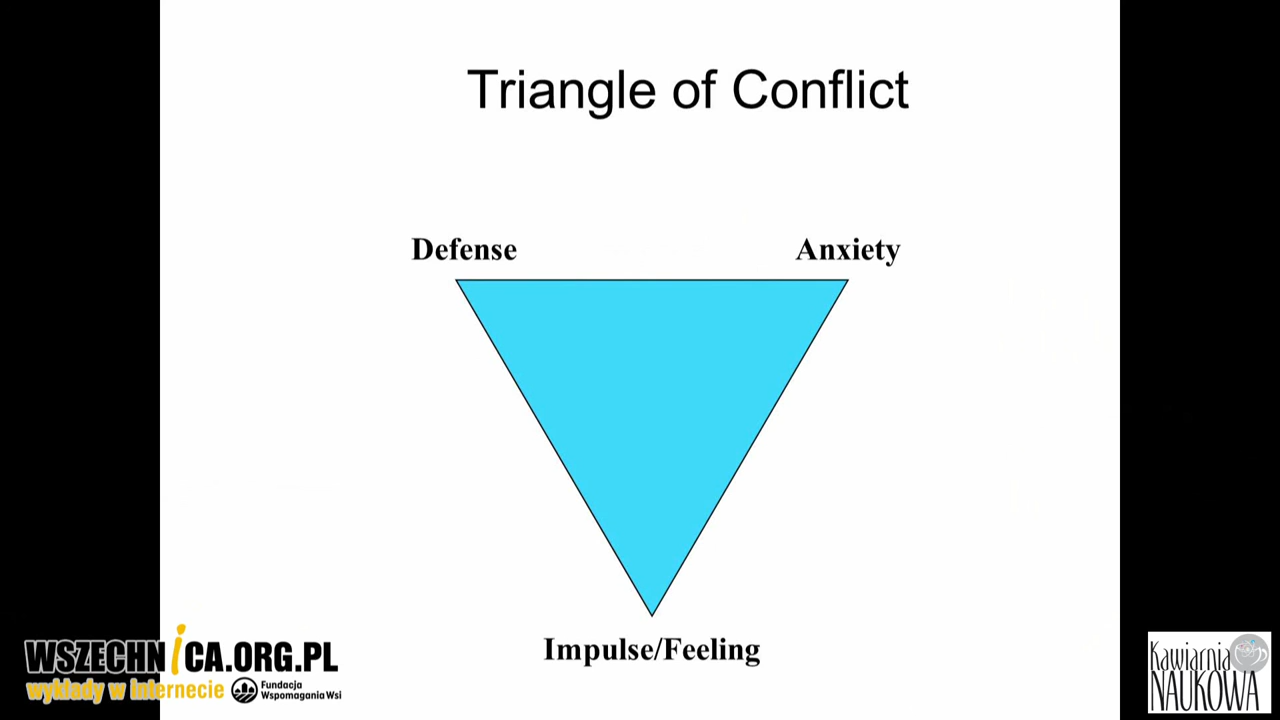 Triangle of Conflict
Defense
Anxiety
Impulse/Feeling
WSZECHNiCA.ORG.PL
wykłady w internecie
Fundacja
Wspomagania Wsi
Kawiarnia
NAUKOWA